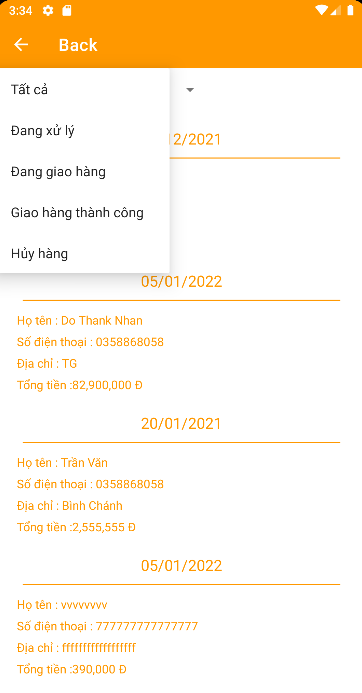 3:34
Back
Tất cả
Đang xử lý
Đang giao hàng
Giao hàng thành công
Hủy hàng
12/2021
05/01/2022
Họ tên : Do Thank Nhan
Số điện thoại : 0358868058
Địa chỉ : TG
Tổng tiền :82,900,000 Đ
20/01/2021
Họ tên : Trần Văn
Số điện thoại : 0358868058
Địa chỉ : Bình Chánh
Tổng tiền :2,555,555 Đ
05/01/2022
Họ tên : vvvvvvvv
Số điện thoại : 777777777777777
Địa chỉ : ffffffffffffffffff
Tổng tiền :390,000 Đ